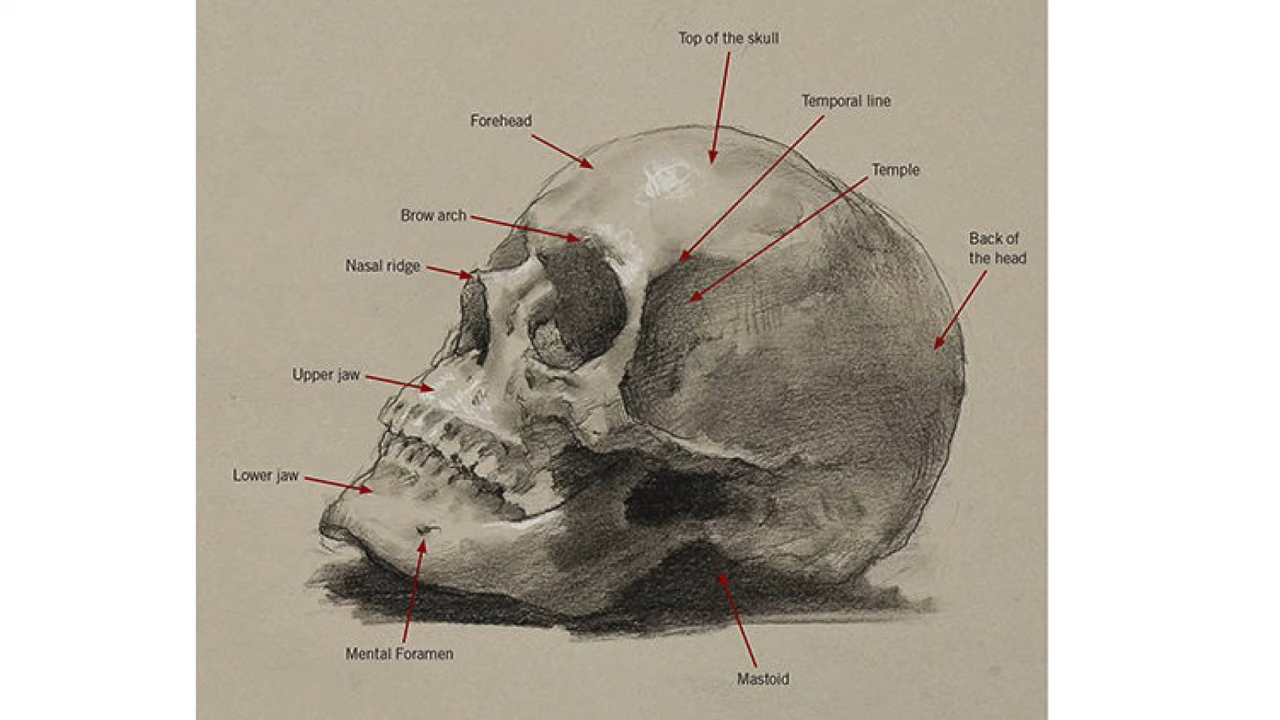 Top of the skull
Temporal line
Forehead
Temple
Brow arch
Back of
the head
Nasal ridge
Upper jaw
Lower jaw
Mental Foramen
Mastoid